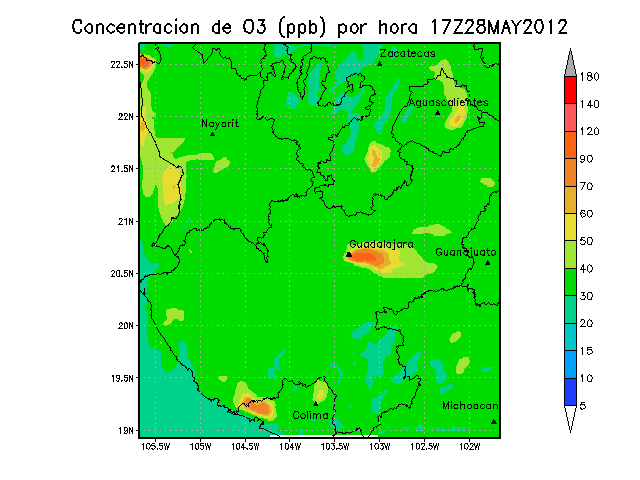 Concentracion de O3 (ppb) por hora 17Z28MAY2012
22.5N
22N
21.5N
21N
20.5N
20N
19.5N
19N
105.5W
105W
104.5W
104W
103.5W
103W
102.5W
102W
Zacatecas
Aguascalientes
Nayarit
Guadalajara
Guanajuato
Colima
Michoacan
180
140
120
90
70
60
50
40
30
20
15
10
5